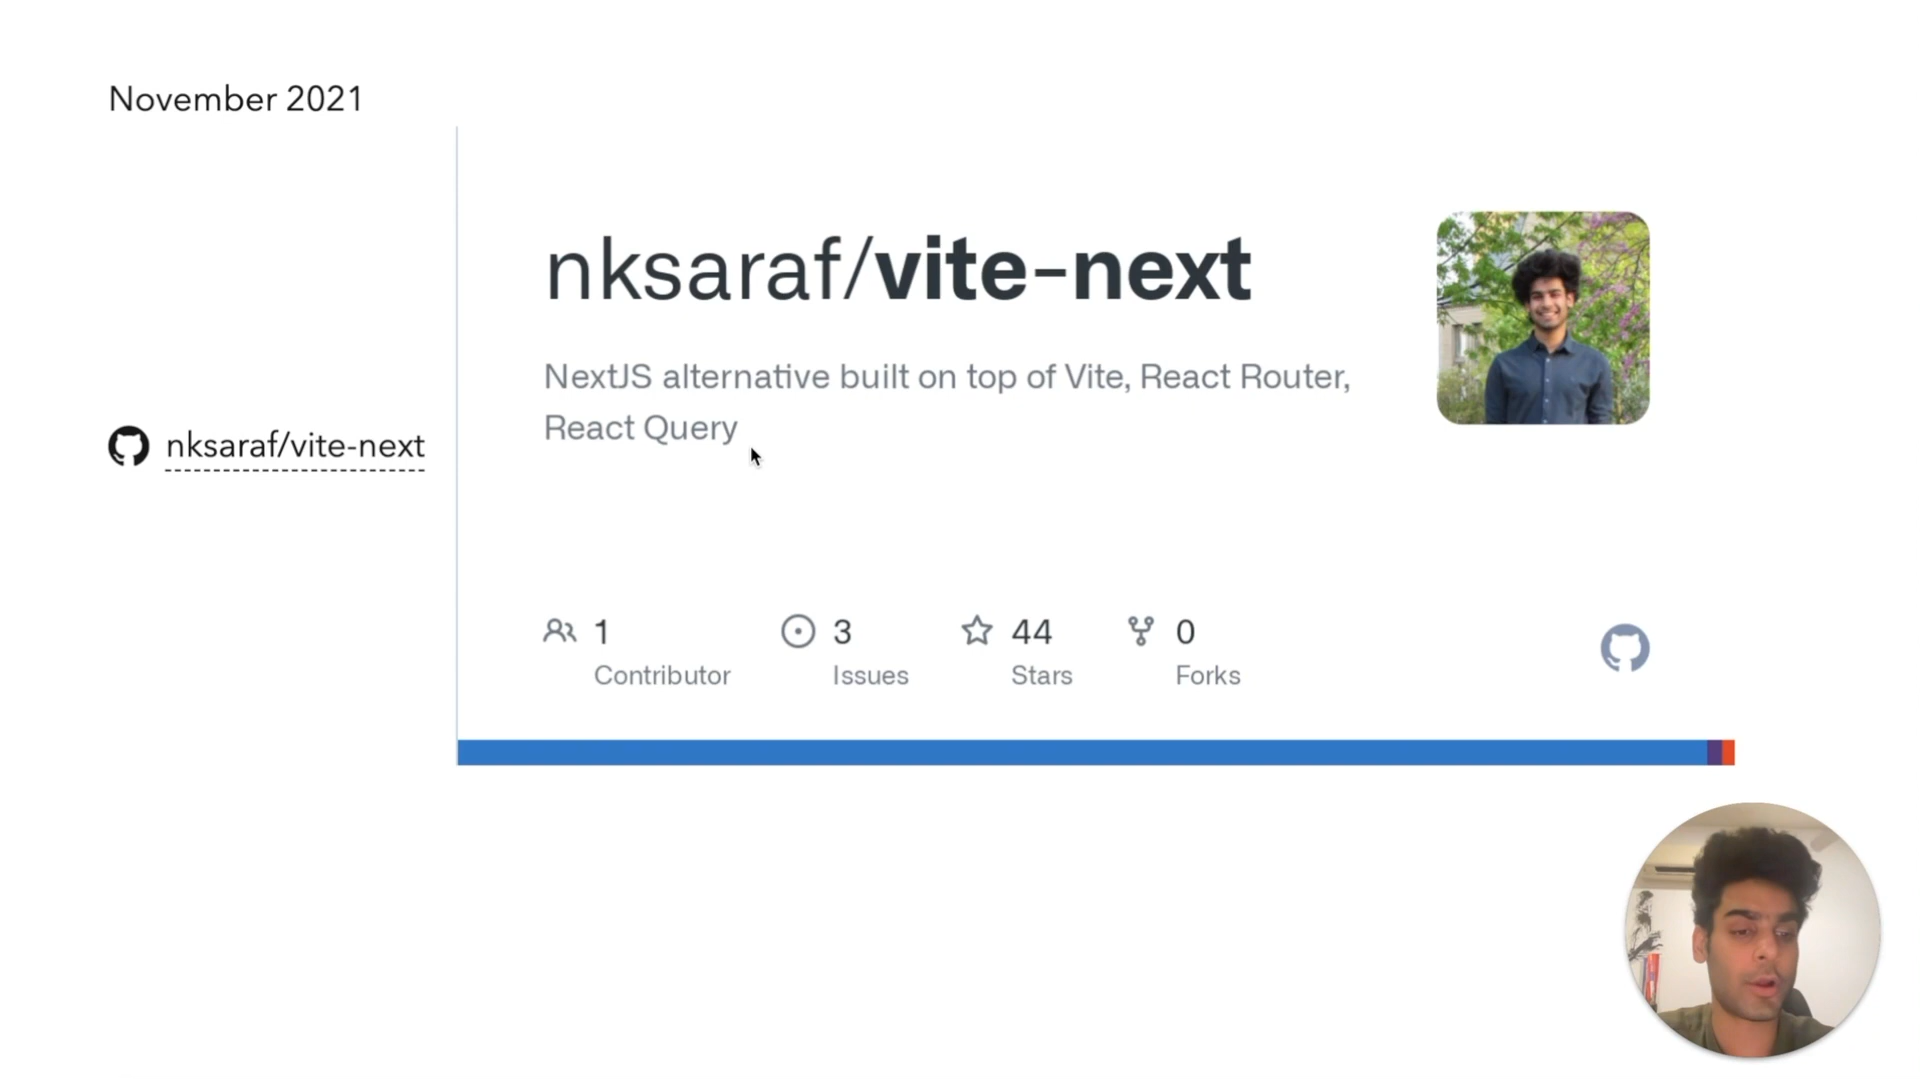 November 2021
nksaraf/vite-next
nksaraf/vite-next
NextJS alternative built on top of Vite, React Router,
React Query
1
Contributor
3
Issues
44
Stars
0
Forks